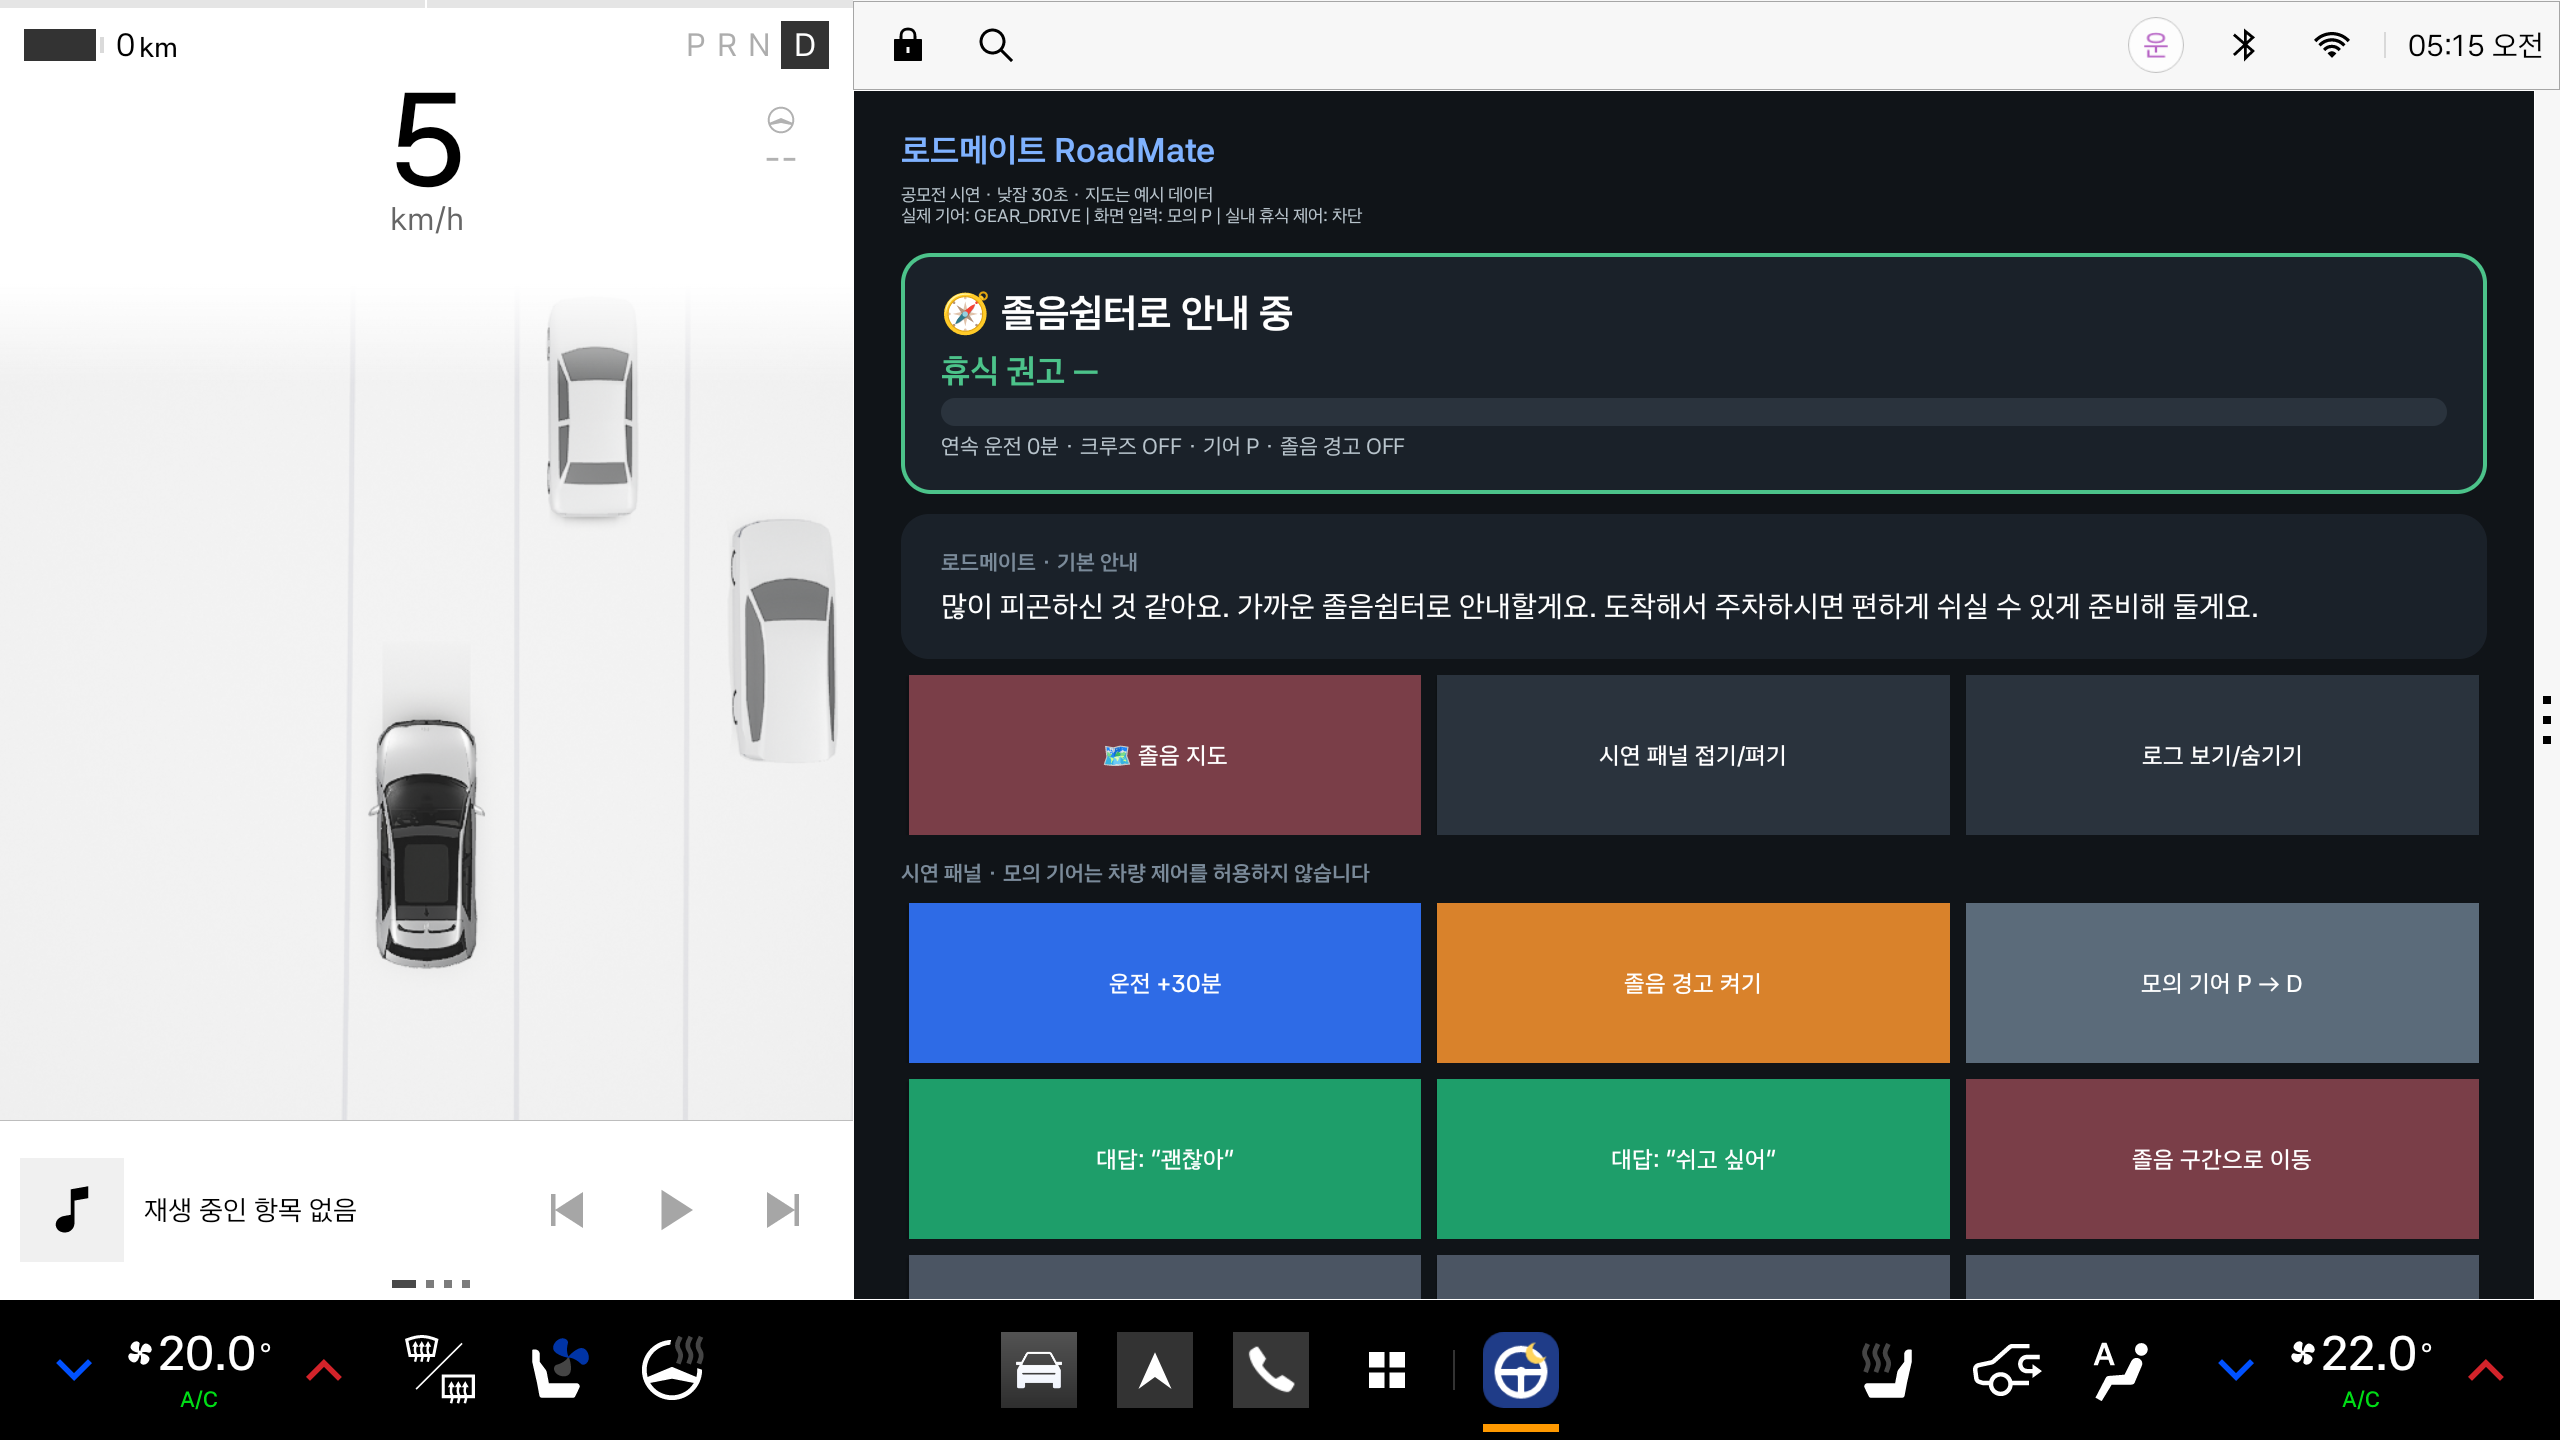 0 km
P R N D
5
km/h
--
재생 중인 항목 없음
운
05:15 오전
로드메이트 RoadMate
공모전 시연 · 낮잠 30초 · 지도는 예시 데이터
실제 기어: GEAR_DRIVE | 화면 입력: 모의 P | 실내 휴식 제어: 차단
졸음쉼터로 안내 중
휴식 권고 —
연속 운전 0분 · 크루즈 OFF · 기어 P · 졸음 경고 OFF
로드메이트 · 기본 안내
많이 피곤하신 것 같아요. 가까운 졸음쉼터로 안내할게요. 도착해서 주차하시면 편하게 쉬실 수 있게 준비해 둘게요.
졸음 지도
시연 패널 접기/펴기
로그 보기/숨기기
시연 패널 · 모의 기어는 차량 제어를 허용하지 않습니다
운전 +30분
졸음 경고 켜기
모의 기어 P → D
대답: "괜찮아"
대답: "쉬고 싶어"
졸음 구간으로 이동
20.0°
A/C
A
22.0°
A/C